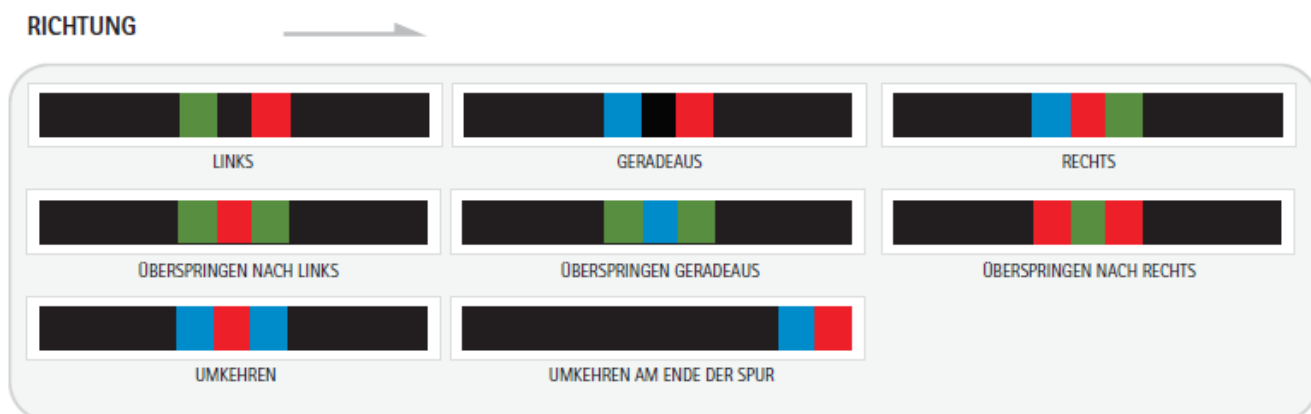 RICHTUNG
LINKS
GERADEAUS
RECHTS
ÜBERSPRINGEN NACH LINKS
ÜBERSPRINGEN GERADEAUS
ÜBERSPRINGEN NACH RECHTS
UMKEHREN
UMKEHREN AM ENDE DER SPUR